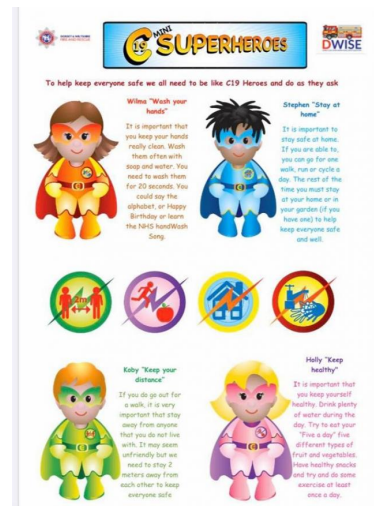 MINI
C19 SUPERHEROES
DWISE
To help keep everyone safe we all need to be like C19 Heroes and do as they ask
Wilma "Wash your
hands"
It is important that
you keep your hands
really clean. Wash
them often with
soap and water. You
need to wash them
for 20 seconds. You
could say the
alphabet, or Happy
Birthday or learn
the NHS handWash
Song.
Stephen "Stay at
home"
It is important to
stay safe at home.
If you are able to,
you can go for one
walk, run or cycle a
day. The rest of the
time you must stay
at your home or in
your garden (if you
have one) to help
keep everyone safe
and well.
2m
Koby "Keep your
distance"
If you do go out for
a walk, it is very
important that stay
away from anyone
that you do not live
with. It may seem
unfriendly but we
need to stay 2
meters away from
each other to keep
everyone safe
Holly "Keep
healthy"
It is important that
you keep yourself
healthy. Drink plenty
of water during the
day. Try to eat your
"Five a day" five
different types of
fruit and vegetables.
Have healthy snacks
and try and do some
exercise at least
once a day.